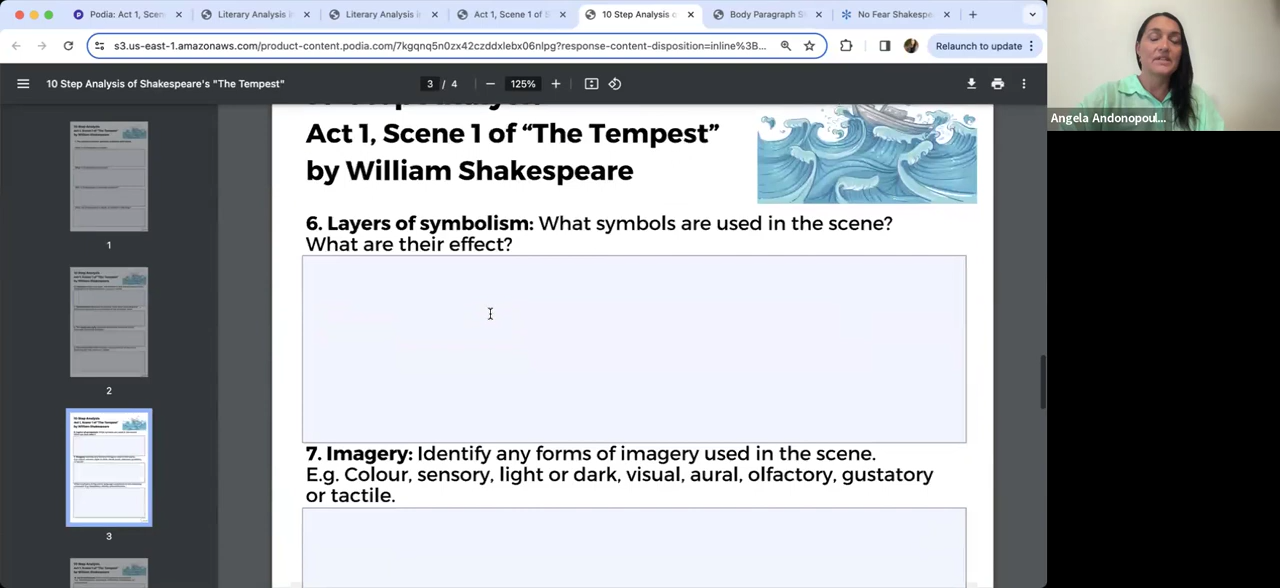 Podia: Act 1, Scen
Literary Analysis i
Literary Analysis i
Act 1, Scene 1 of
10 Step Analysis o
Body Paragraph S
No Fear Shakespe
s3.us-east-1.amazonaws.com/product-content.podia.com/7kgqnq5n0zx42czddxlebx06nlpg?response-content-disposition=inline%3B...
Relaunch to update
10 Step Analysis of Shakespeare's "The Tempest"
3 / 4
125%
Angela Andonopoul...
Act 1, Scene 1 of “The Tempest”
by William Shakespeare
6. Layers of symbolism: What symbols are used in the scene?
What are their effect?
7. Imagery: Identify any forms of imagery used in the scene.
E.g. Colour, sensory, light or dark, visual, aural, olfactory, gustatory
or tactile.
1
2
3